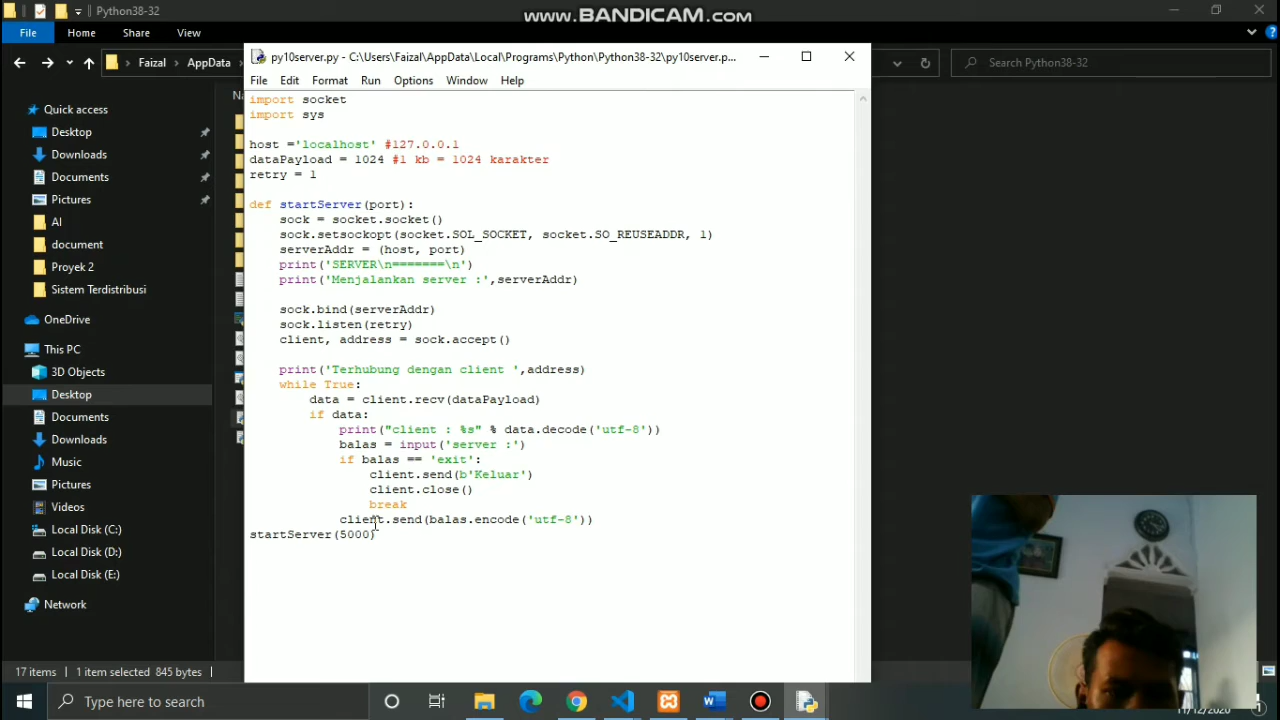 Python38-32
www.BANDICAM.com
File Home Share View
Faizal AppData
Search Python38-32
py10server.py - C:\Users\Faizal\AppData\Local\Programs\Python\Python38-32\py10server.p...
File Edit Format Run Options Window Help
Quick access
Desktop
Downloads
Documents
Pictures
AI
document
Proyek 2
Sistem Terdistribusi
OneDrive
This PC
3D Objects
Desktop
Documents
Downloads
Music
Pictures
Videos
Local Disk (C:)
Local Disk (D:)
Local Disk (E:)
Network
17 items 1 item selected 845 bytes
import socket
import sys
host ='localhost' #127.0.0.1
dataPayload = 1024 #1 kb = 1024 karakter
retry = 1
def startServer(port):
sock = socket.socket()
sock.setsockopt(socket.SOL_SOCKET, socket.SO_REUSEADDR, 1)
serverAddr = (host, port)
print('SERVER\n=======\n')
print('Menjalankan server :',serverAddr)
sock.bind(serverAddr)
sock.listen(retry)
client, address = sock.accept()
print('Terhubung dengan client ',address)
while True:
data = client.recv(dataPayload)
if data:
print("client : %s" % data.decode('utf-8'))
balas = input('server :')
if balas == 'exit':
client.send(b'Keluar')
client.close()
break
client.send(balas.encode('utf-8'))
startServer(5000)
Type here to search
11/12/2020